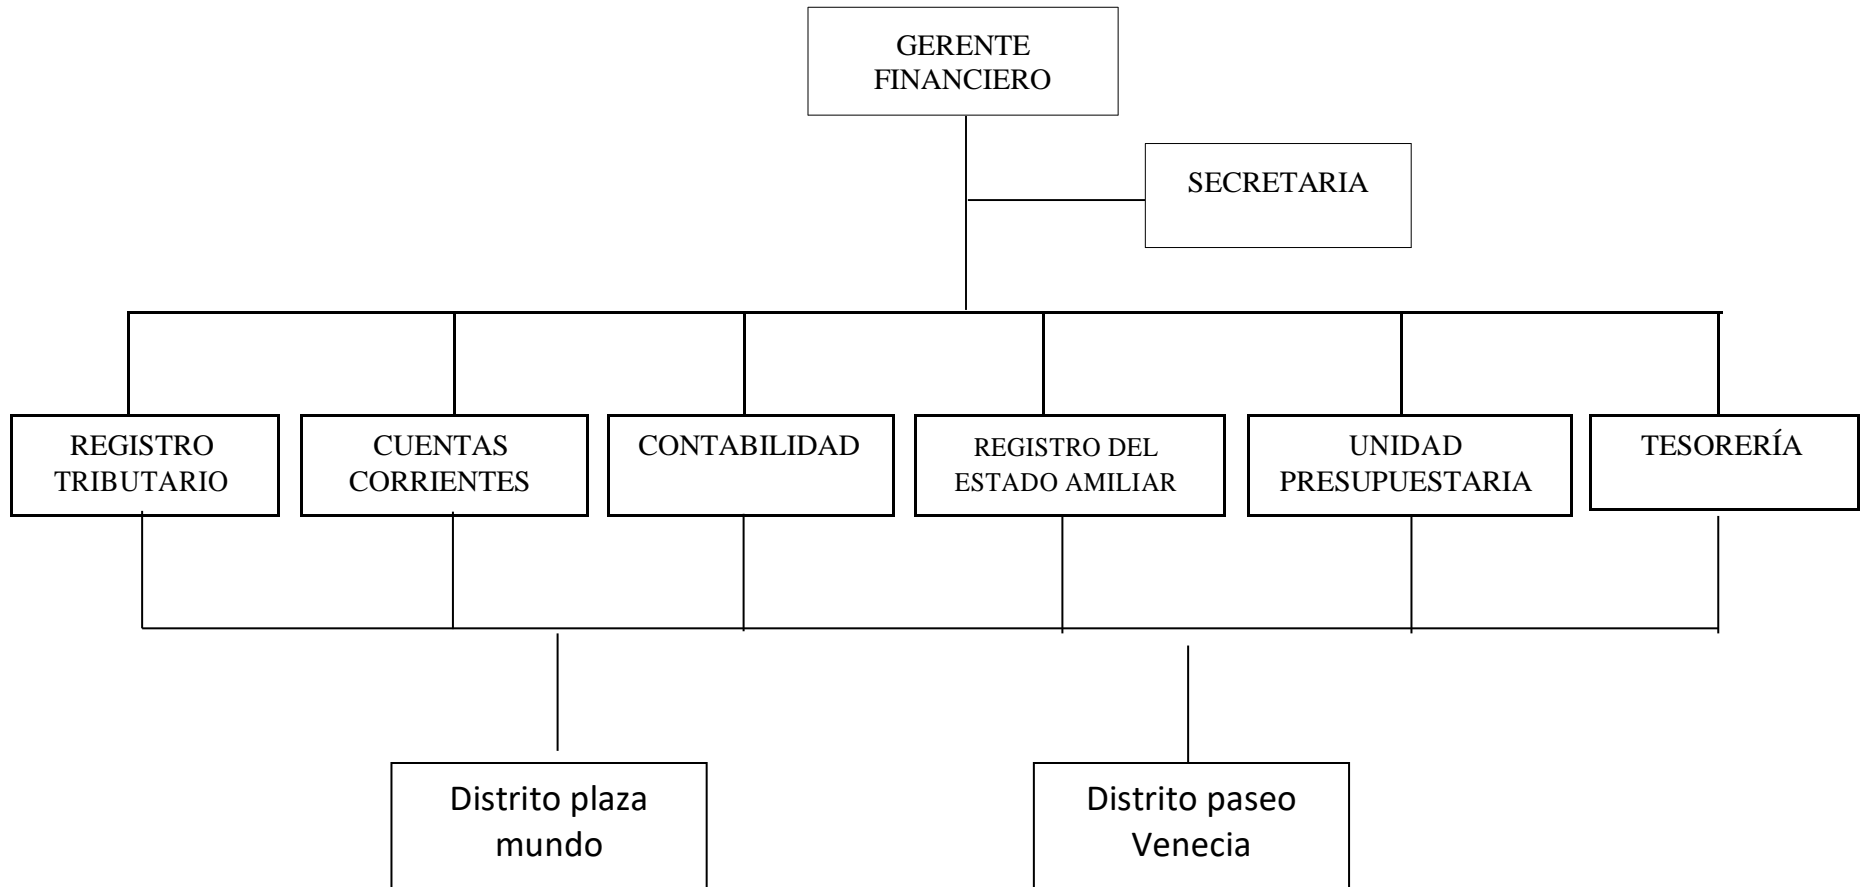 GERENTE
FINANCIERO
SECRETARIA
REGISTRO
TRIBUTARIO
CUENTAS
CORRIENTES
CONTABILIDAD
REGISTRO DEL
ESTADO AMILIAR
UNIDAD
PRESUPUESTARIA
TESORERÍA
Distrito plaza
mundo
Distrito paseo
Venecia